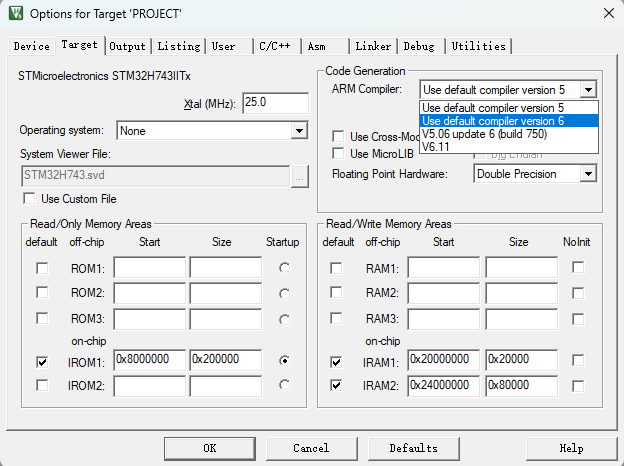 Options for Target 'PROJECT'
Device Target Output Listing User C/C++ Asm Linker Debug Utilities
STMicroelectronics STM32H743IITx
Xtal (MHz): 25.0
Operating system: None
System Viewer File:
STM32H743.svd ...
Use Custom File
Code Generation
ARM Compiler: Use default compiler version 5
Use default compiler version 5
Use default compiler version 6
V5.06 update 6 (build 750)
V6.11
Use Cross-Mod
Use MicroLIB Big Endian
Floating Point Hardware: Double Precision
Read/Only Memory Areas
default off-chip Start Size Startup
ROM1:
ROM2:
ROM3:
on-chip
IROM1: 0x8000000 0x200000
IROM2:
Read/Write Memory Areas
default off-chip Start Size NoInit
RAM1:
RAM2:
RAM3:
on-chip
IRAM1: 0x20000000 0x20000
IRAM2: 0x24000000 0x80000
OK Cancel Defaults Help